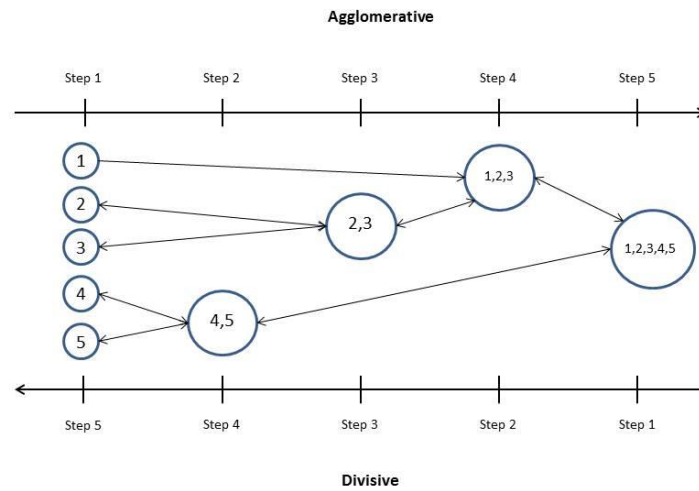 Agglomerative
Step 1 Step 2 Step 3 Step 4 Step 5
1
1,2,3
2
2,3
3
1,2,3,4,5
4
4,5
5
Step 5 Step 4 Step 3 Step 2 Step 1
Divisive